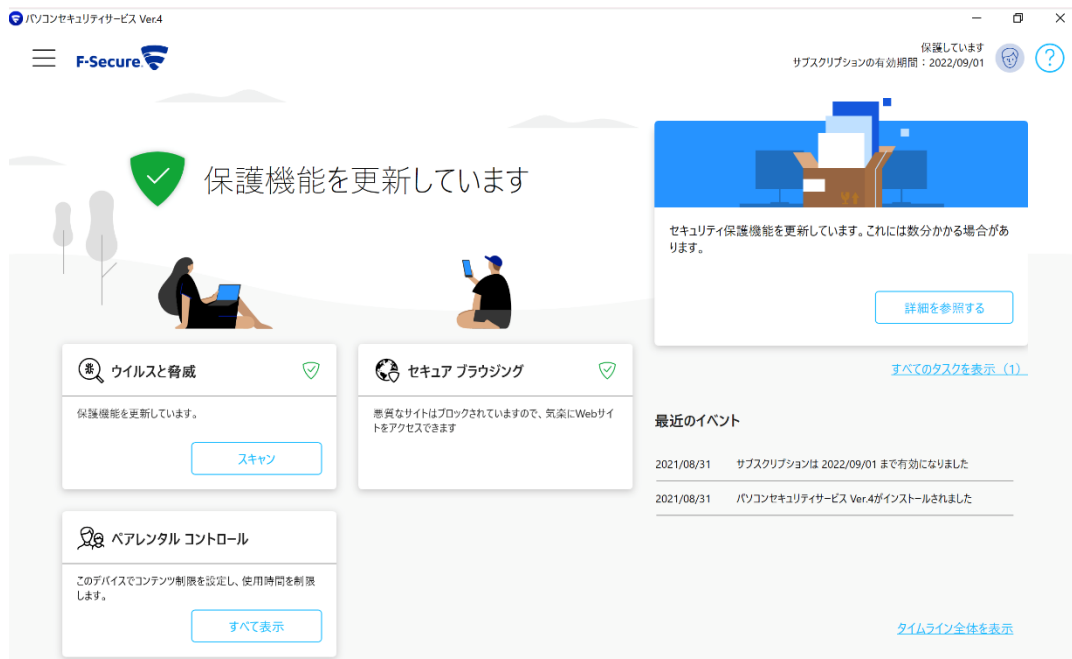 パソコンセキュリティサービス Ver.4
F-Secure
保護しています
サブスクリプションの有効期間：2022/09/01
?
保護機能を更新しています
セキュリティ保護機能を更新しています。これには数分かかる場合があ
ります。
詳細を参照する
すべてのタスクを表示（1）
ウイルスと脅威
保護機能を更新しています。
スキャン
セキュア ブラウジング
悪質なサイトはブロックされていますので、気楽にWebサイ
トをアクセスできます
最近のイベント
2021/08/31 サブスクリプションは 2022/09/01 まで有効になりました
2021/08/31 パソコンセキュリティサービス Ver.4がインストールされました
ペアレンタル コントロール
このデバイスでコンテンツ制限を設定し、使用時間を制限
します。
すべて表示
タイムライン全体を表示